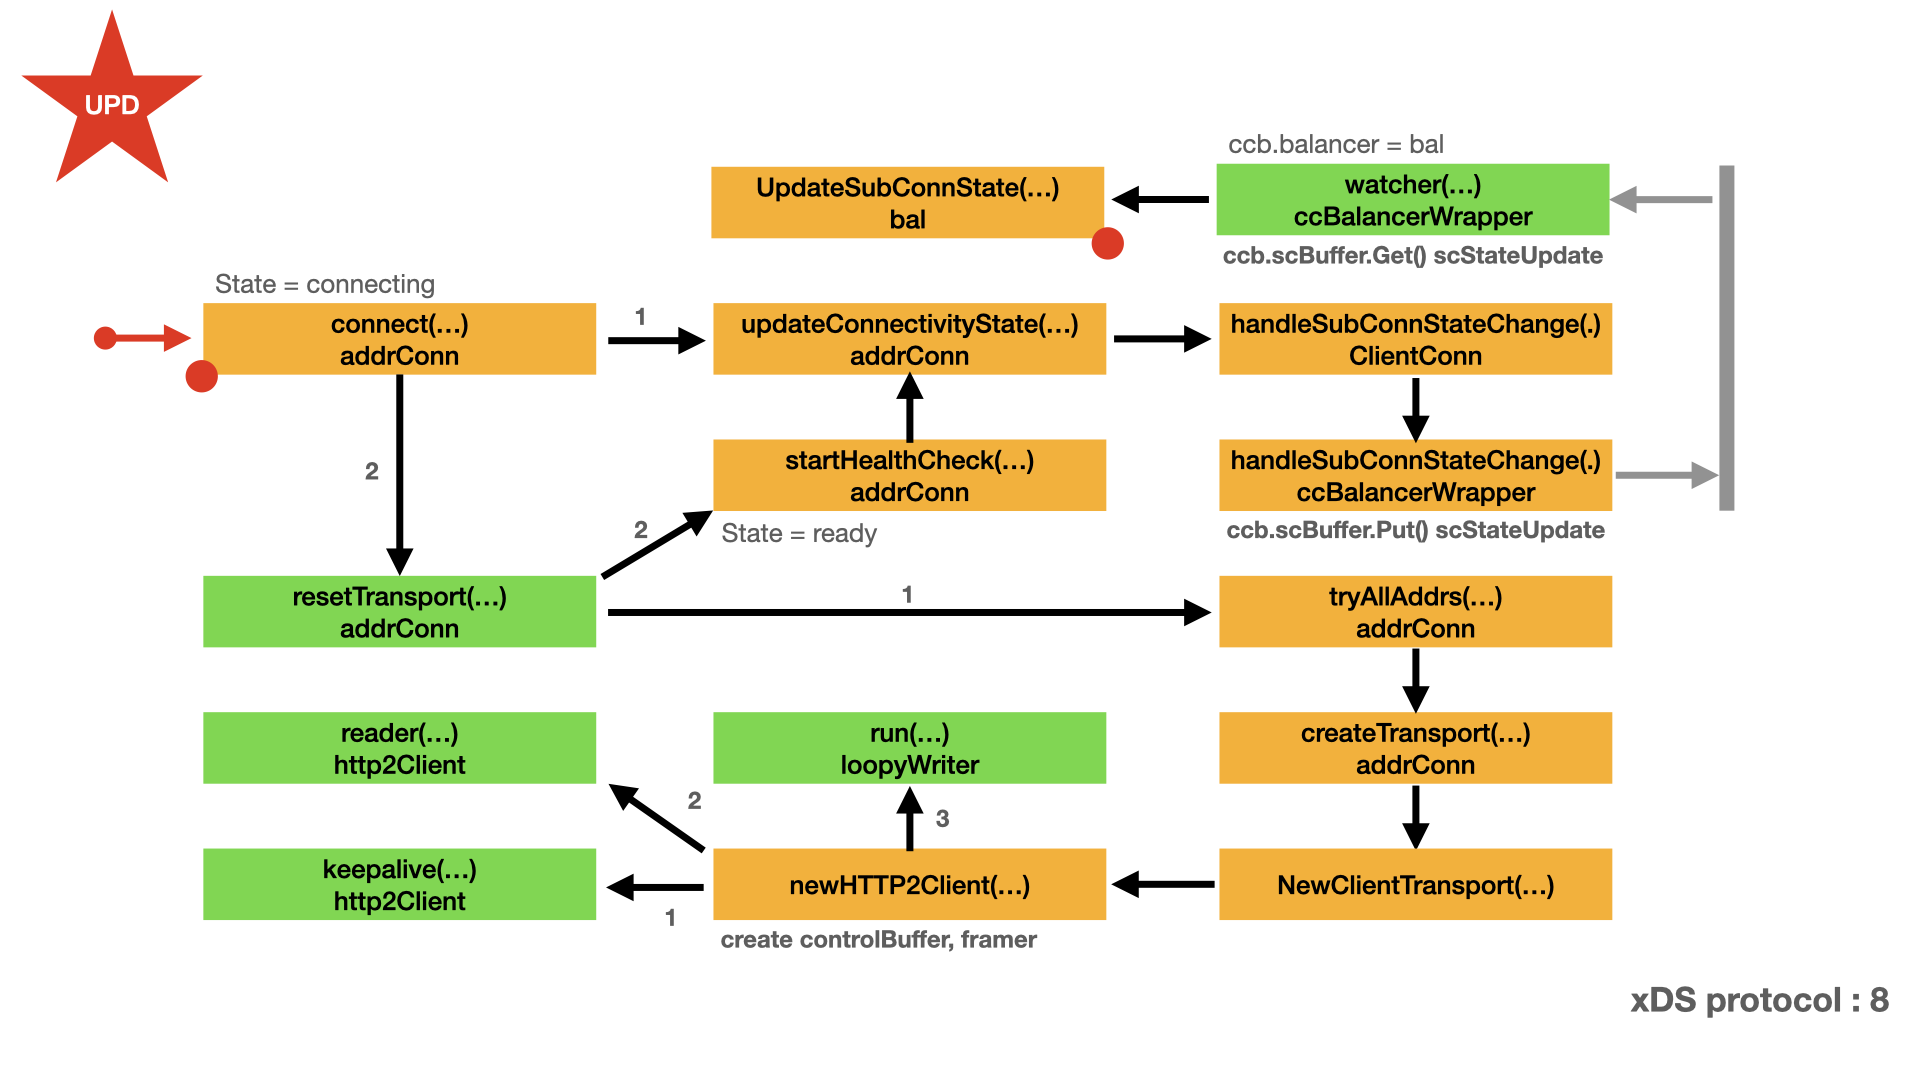 UPD
ccb.balancer = bal
UpdateSubConnState(…)
bal
watcher(…)
ccBalancerWrapper
ccb.scBuffer.Get() scStateUpdate
State = connecting
connect(…)
addrConn
1
updateConnectivityState(…)
addrConn
handleSubConnStateChange(.)
ClientConn
2
startHealthCheck(…)
addrConn
handleSubConnStateChange(.)
ccBalancerWrapper
2
State = ready
ccb.scBuffer.Put() scStateUpdate
resetTransport(…)
addrConn
1
tryAllAddrs(…)
addrConn
reader(…)
http2Client
run(…)
loopyWriter
createTransport(…)
addrConn
2
3
keepalive(…)
http2Client
1
newHTTP2Client(…)
NewClientTransport(…)
create controlBuffer, framer
xDS protocol : 8